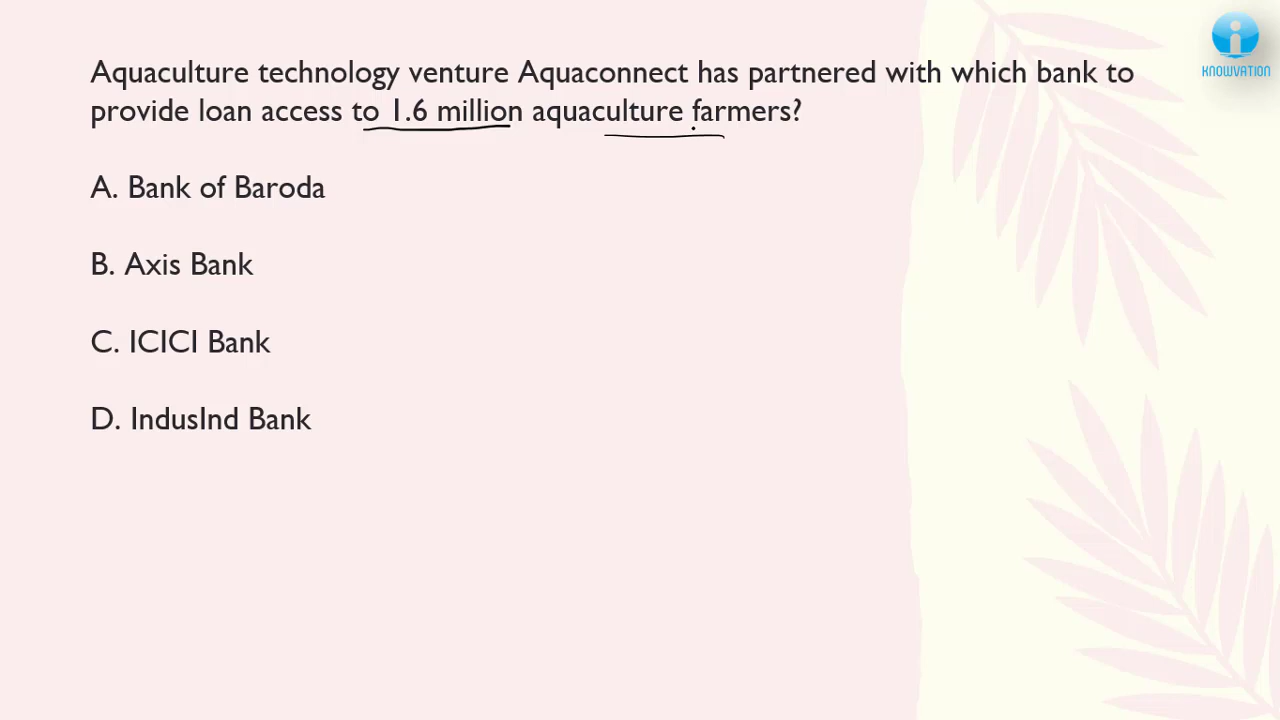 KNOWVATION
Aquaculture technology venture Aquaconnect has partnered with which bank to
provide loan access to 1.6 million aquaculture farmers?
A. Bank of Baroda
B. Axis Bank
C. ICICI Bank
D. IndusInd Bank